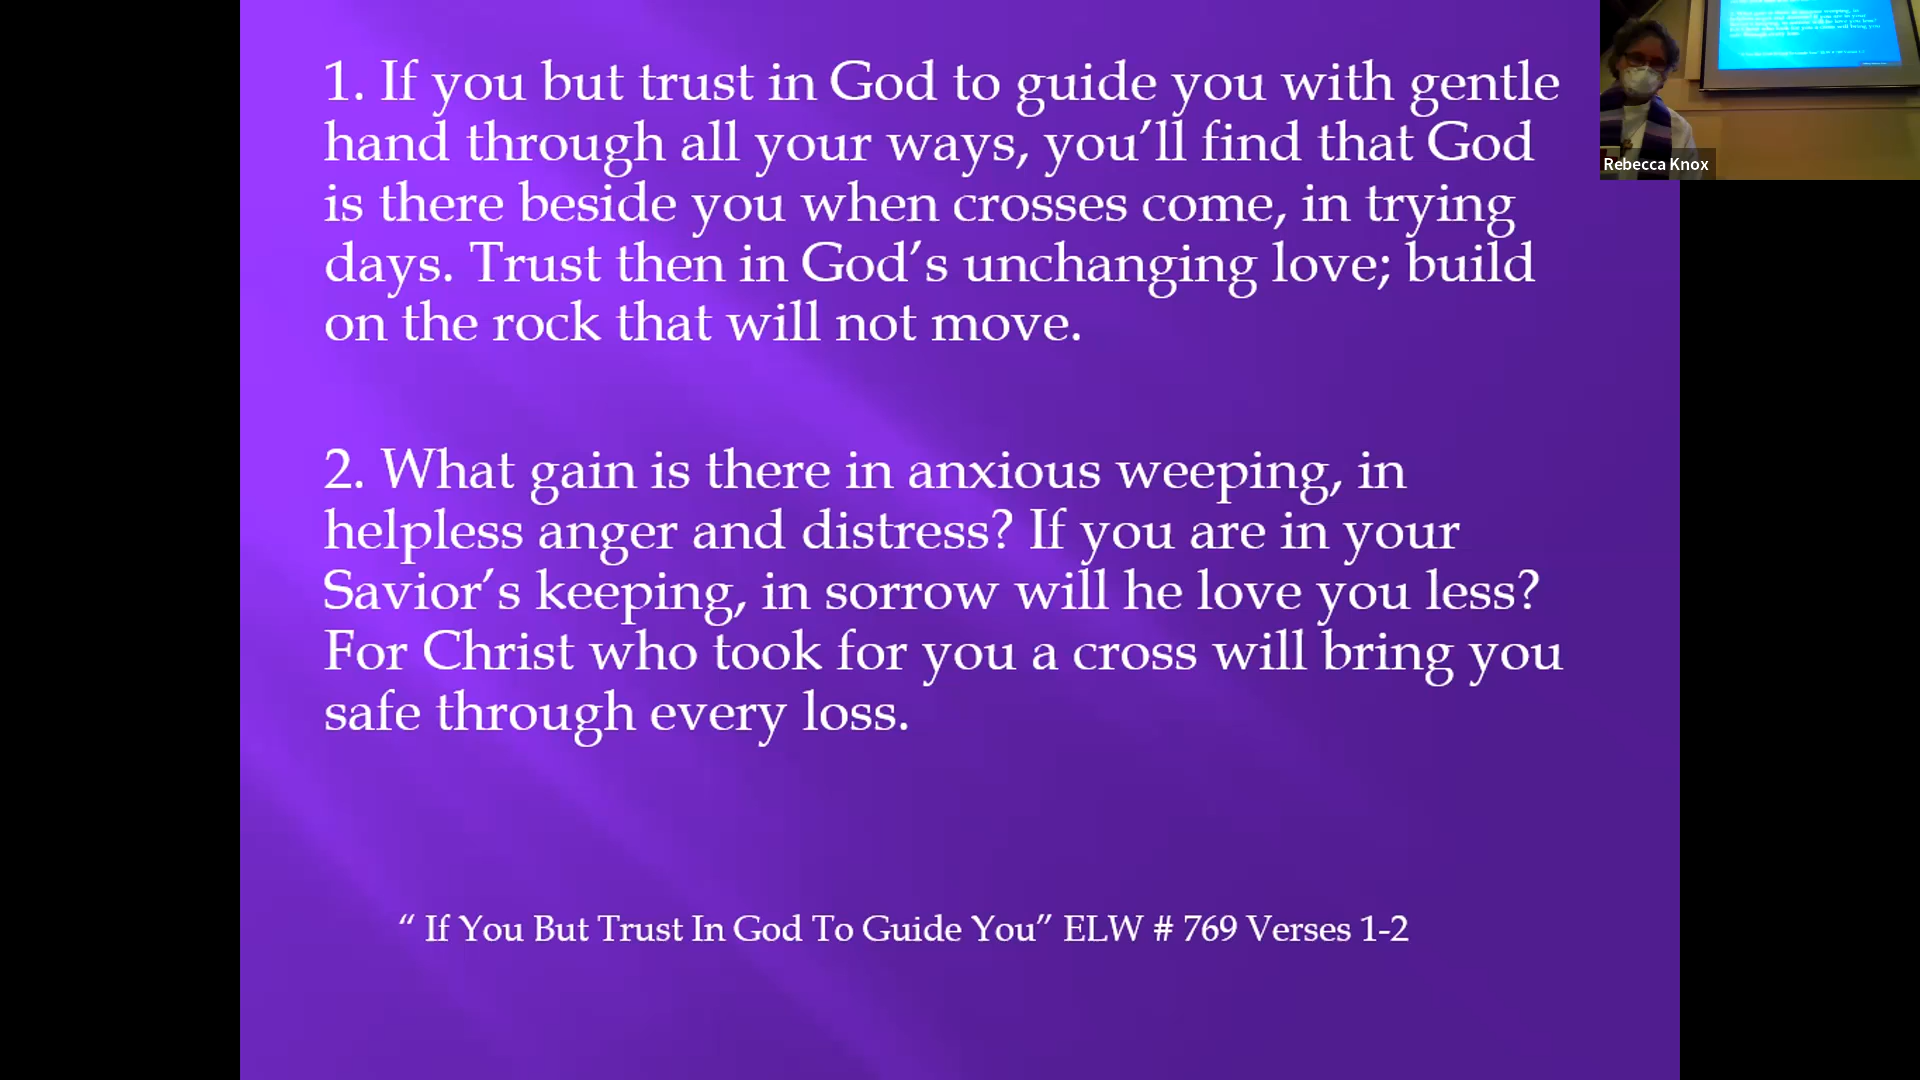 1. If you but trust in God to guide you with gentle
hand through all your ways, you’ll find that God
is there beside you when crosses come, in trying
days. Trust then in God’s unchanging love; build
on the rock that will not move.
2. What gain is there in anxious weeping, in
helpless anger and distress? If you are in your
Savior’s keeping, in sorrow will he love you less?
For Christ who took for you a cross will bring you
safe through every loss.
“ If You But Trust In God To Guide You” ELW # 769 Verses 1-2
Rebecca Knox